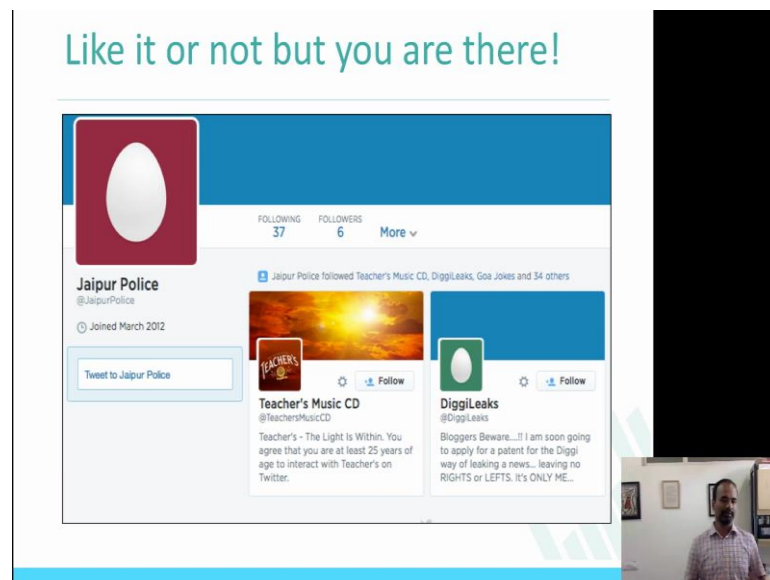 Like it or not but you are there!
FOLLOWING FOLLOWERS
37 6 More
Jaipur Police followed Teacher's Music CD, DiggiLeaks, Goa Jokes and 34 others
Jaipur Police
@JaipurPolice
Joined March 2012
Tweet to Jaipur Police
TEACHER'S
Follow
Teacher's Music CD
@TeachersMusicCD
Teacher's - The Light Is Within. You
agree that you are at least 25 years of
age to interact with Teacher's on
Twitter.
Follow
DiggiLeaks
@DiggiLeaks
Bloggers Beware....!! I am soon going
to apply for a patent for the Diggi
way of leaking a news... leaving no
RIGHTS or LEFTS. It's ONLY ME...